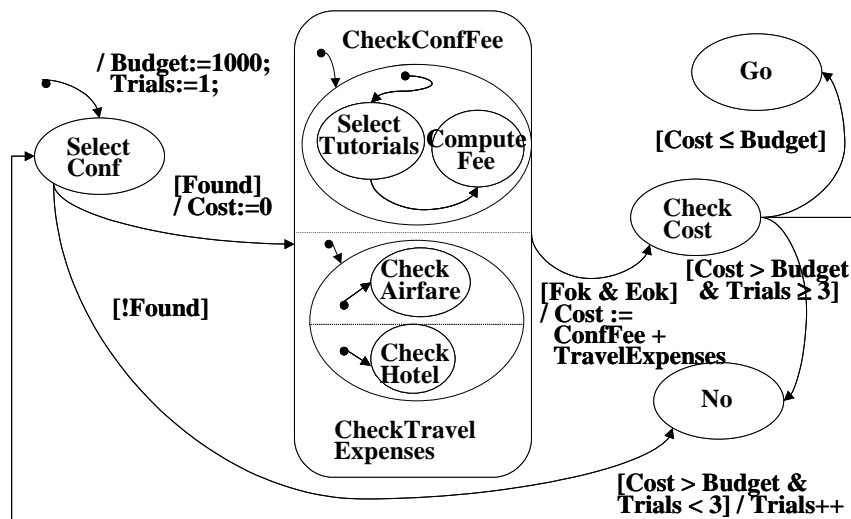 / Budget:=1000;
Trials:=1;
Select
Conf
[Found]
/ Cost:=0
[!Found]
CheckConfFee
Select
Tutorials
Compute
Fee
Check
Airfare
Check
Hotel
CheckTravel
Expenses
[Fok & Eok]
/ Cost :=
ConfFee +
TravelExpenses
Go
[Cost ≤ Budget]
Check
Cost
[Cost > Budget
& Trials ≥ 3]
No
[Cost > Budget &
Trials < 3] / Trials++